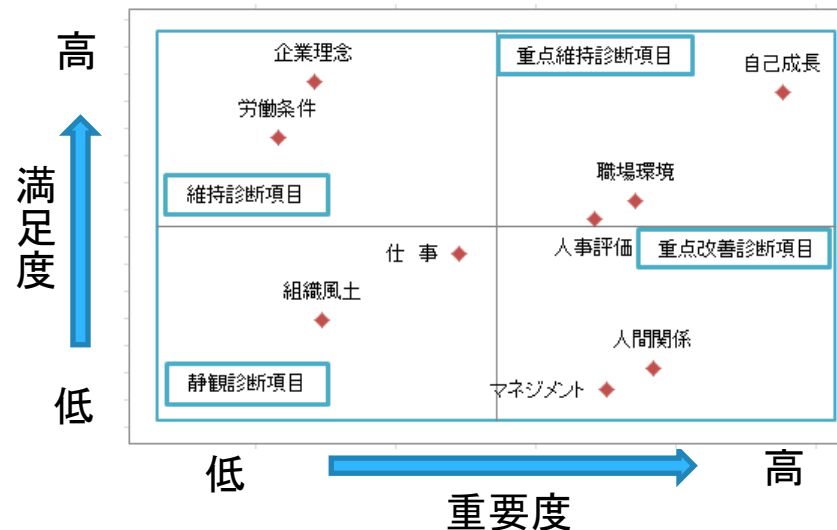 高
企業理念
重点維持診断項目
自己成長
労働条件
職場環境
維持診断項目
満足度
人事評価
重点改善診断項目
仕 事
組織風土
人間関係
静観診断項目
マネジメント
低
低
高
重要度